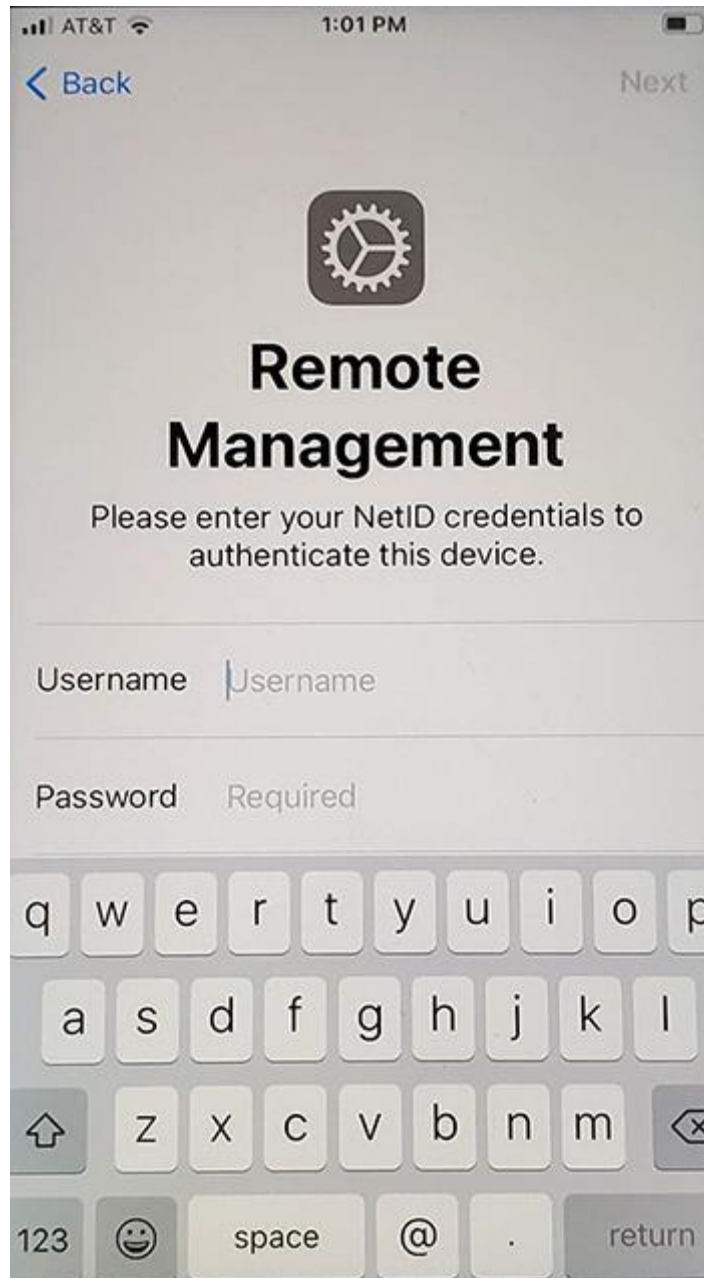 AT&T 1:01 PM
Back Next
Remote
Management
Please enter your NetID credentials to
authenticate this device.
Username Username
Password Required
q w e r t y u i o p
a s d f g h j k l
z x c v b n m
123 space @ . return